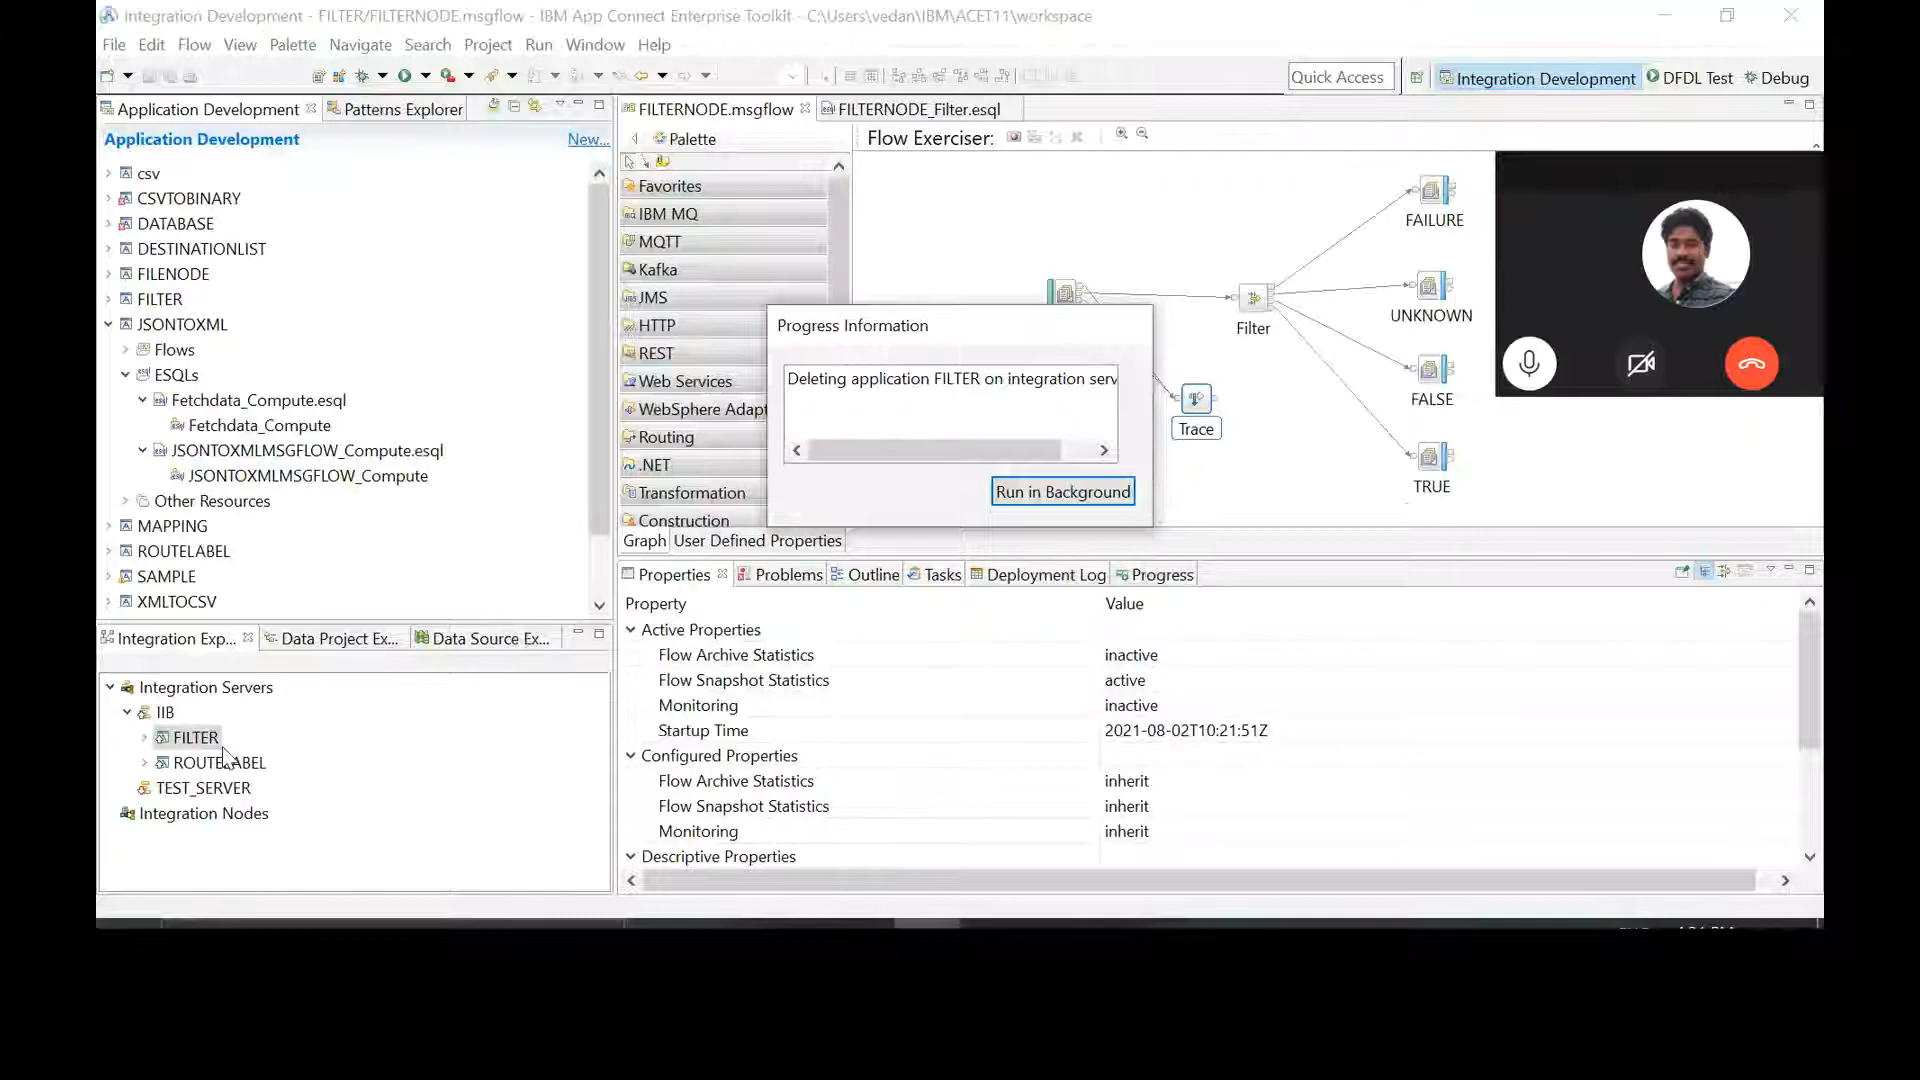 Integration Development - FILTER/FILTERNODE.msgflow - IBM App Connect Enterprise Toolkit - C:\Users\vedan\IBM\ACET11\workspace
File Edit Flow View Palette Navigate Search Project Run Window Help
Quick Access
Integration Development
DFDL Test
Debug
Application Development
Patterns Explorer
Application Development
New...
csv
CSVTOBINARY
DATABASE
DESTINATIONLIST
FILENODE
FILTER
JSONTOXML
Flows
ESQLs
Fetchdata_Compute.esql
Fetchdata_Compute
JSONTOXMLMSGFLOW_Compute.esql
JSONTOXMLMSGFLOW_Compute
Other Resources
MAPPING
ROUTELABEL
SAMPLE
XMLTOCSV
Integration Exp...
Data Project Ex...
Data Source Ex...
Integration Servers
IIB
FILTER
ROUTELABEL
TEST_SERVER
Integration Nodes
FILTERNODE.msgflow
FILTERNODE_Filter.esql
Palette
Flow Exerciser:
Favorites
IBM MQ
MQTT
Kafka
JMS
HTTP
REST
Web Services
WebSphere Adapt
Routing
.NET
Transformation
Construction
Filter
Trace
FAILURE
UNKNOWN
FALSE
TRUE
Progress Information
Deleting application FILTER on integration serv
Run in Background
Graph
User Defined Properties
Properties
Problems
Outline
Tasks
Deployment Log
Progress
Property Value
Active Properties
Flow Archive Statistics inactive
Flow Snapshot Statistics active
Monitoring inactive
Startup Time 2021-08-02T10:21:51Z
Configured Properties
Flow Archive Statistics inherit
Flow Snapshot Statistics inherit
Monitoring inherit
Descriptive Properties